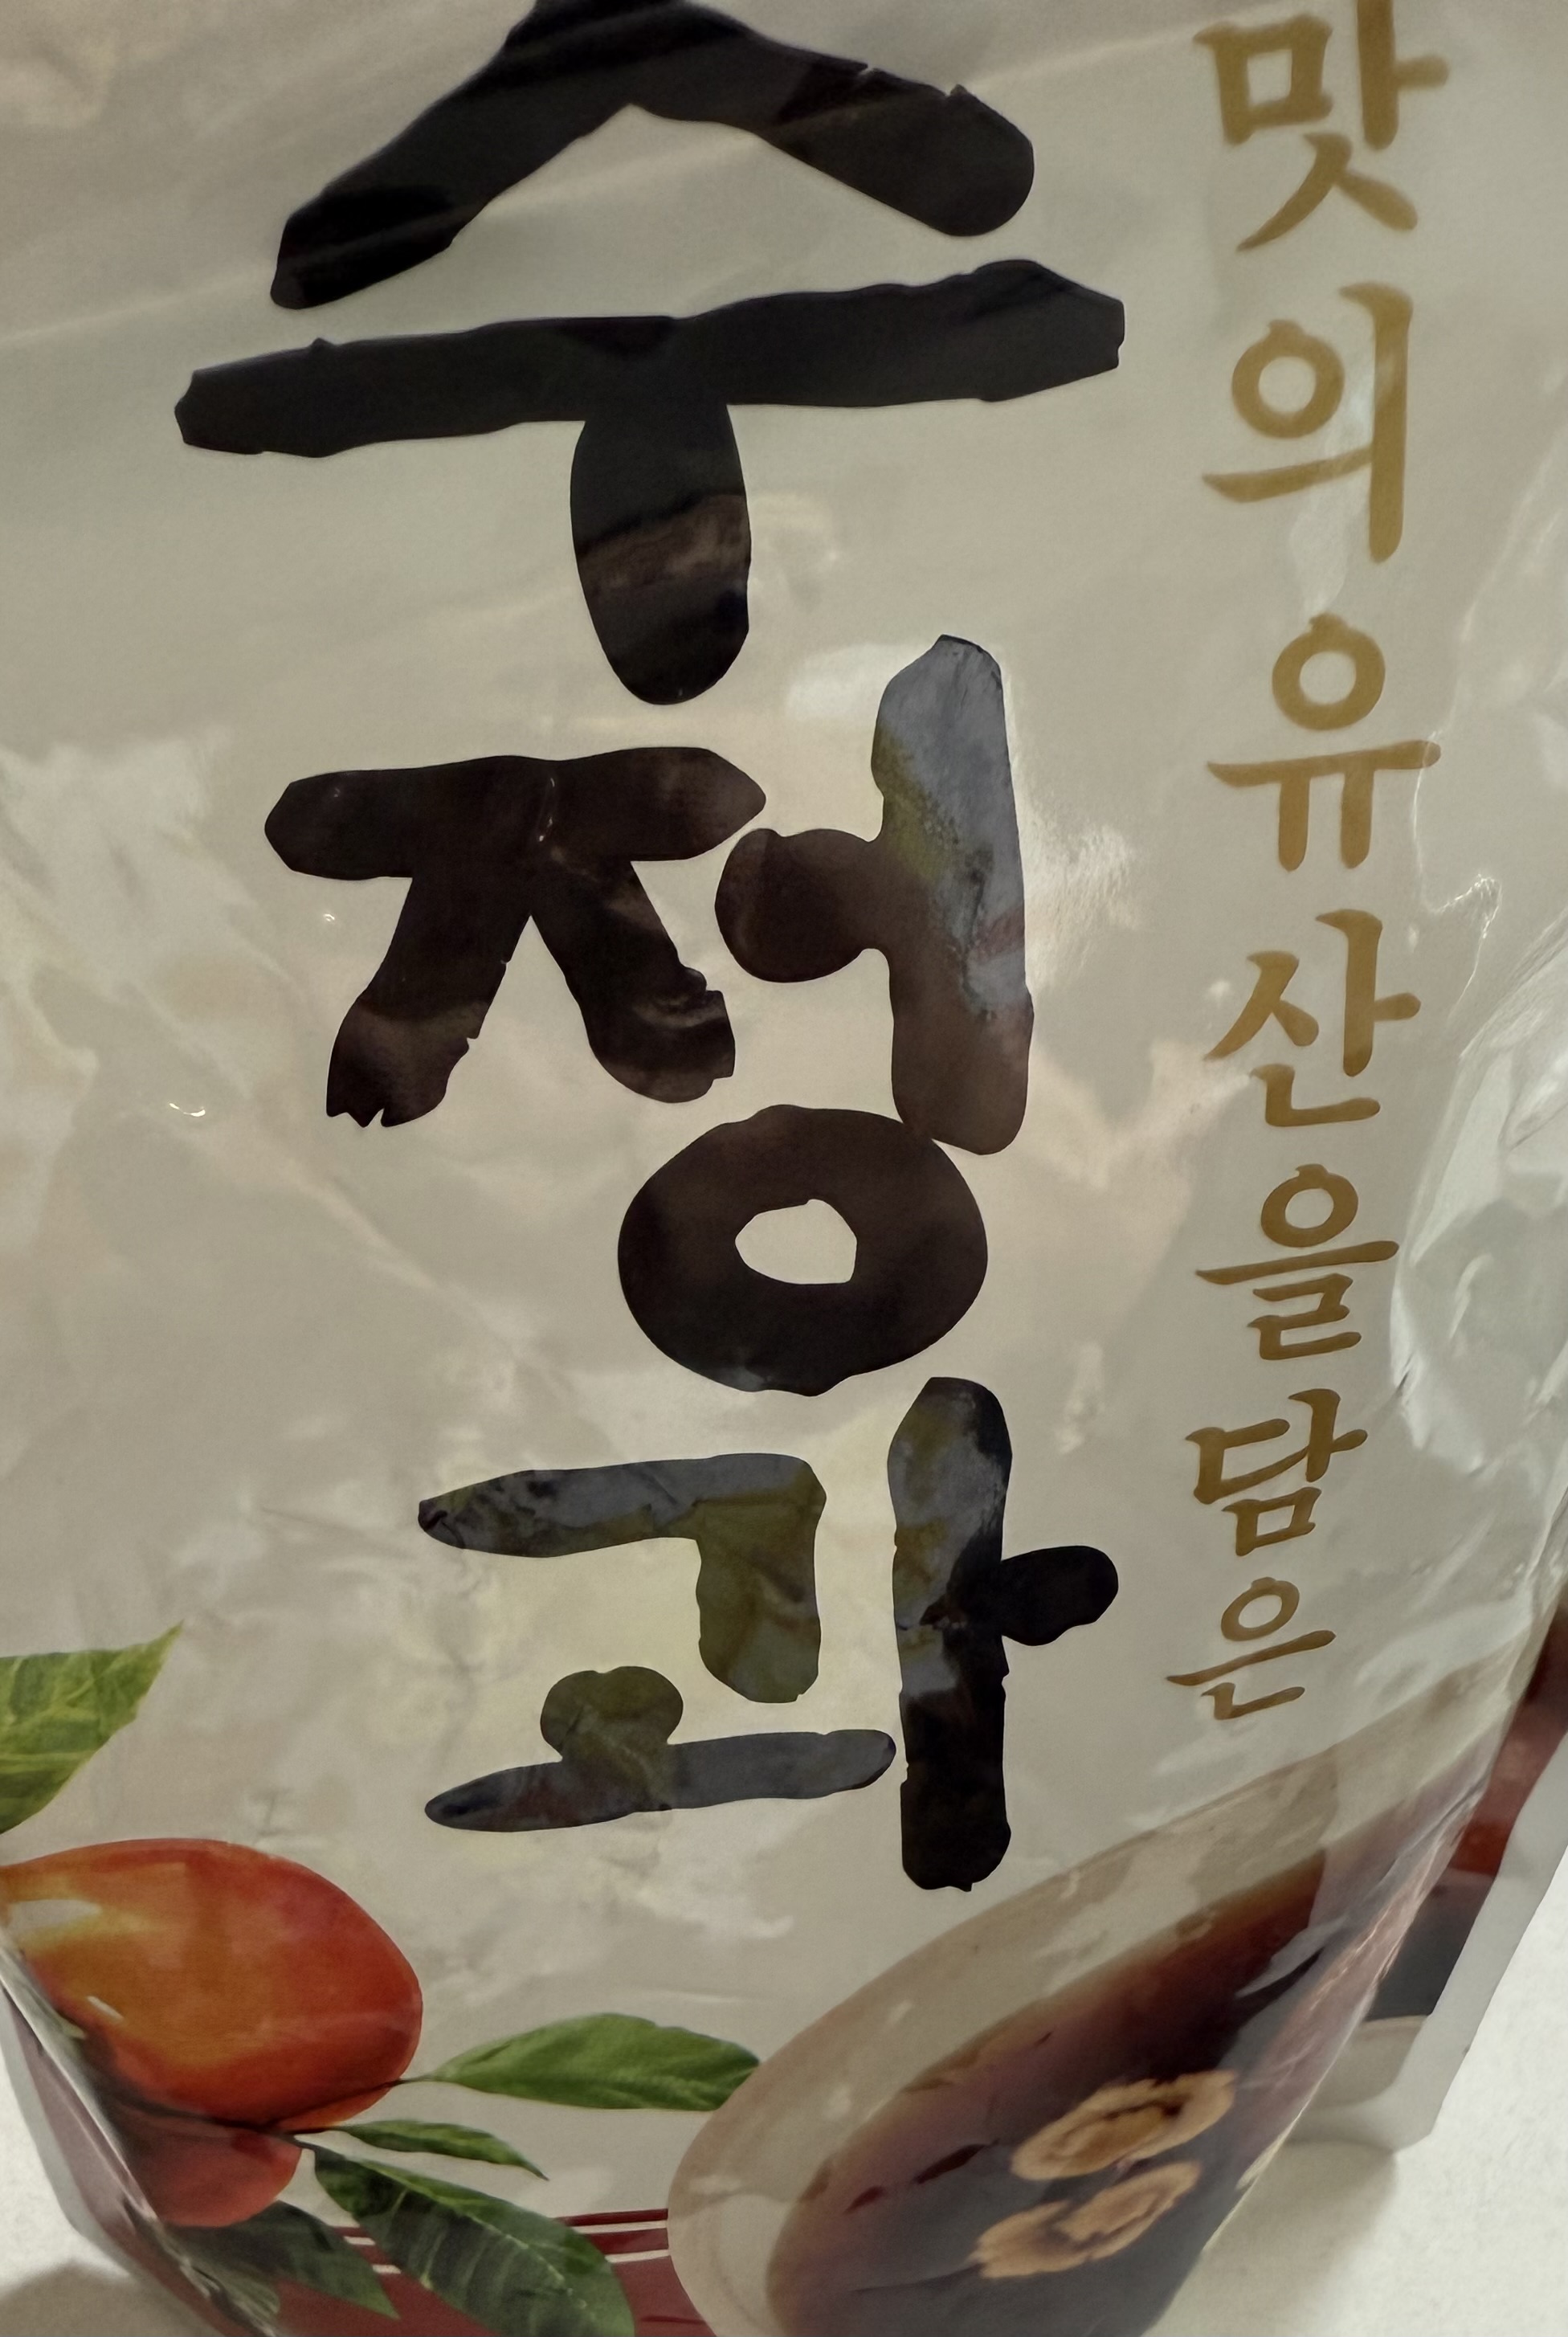 맛의 유산을 담은
수정과